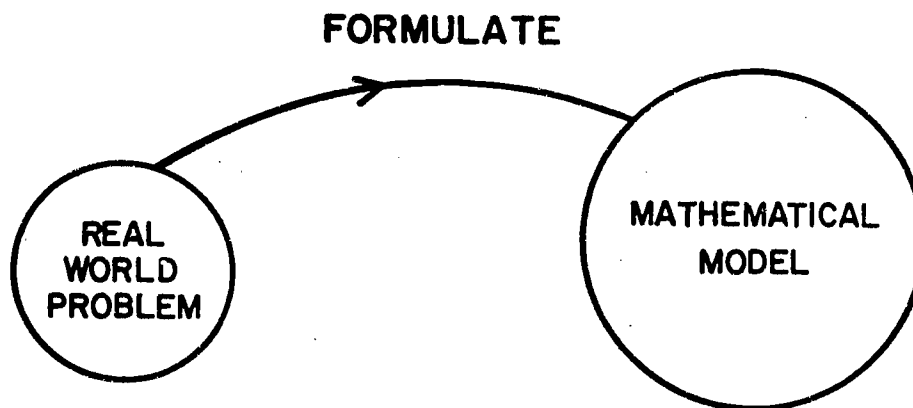 FORMULATE
REAL
WORLD
PROBLEM
MATHEMATICAL
MODEL